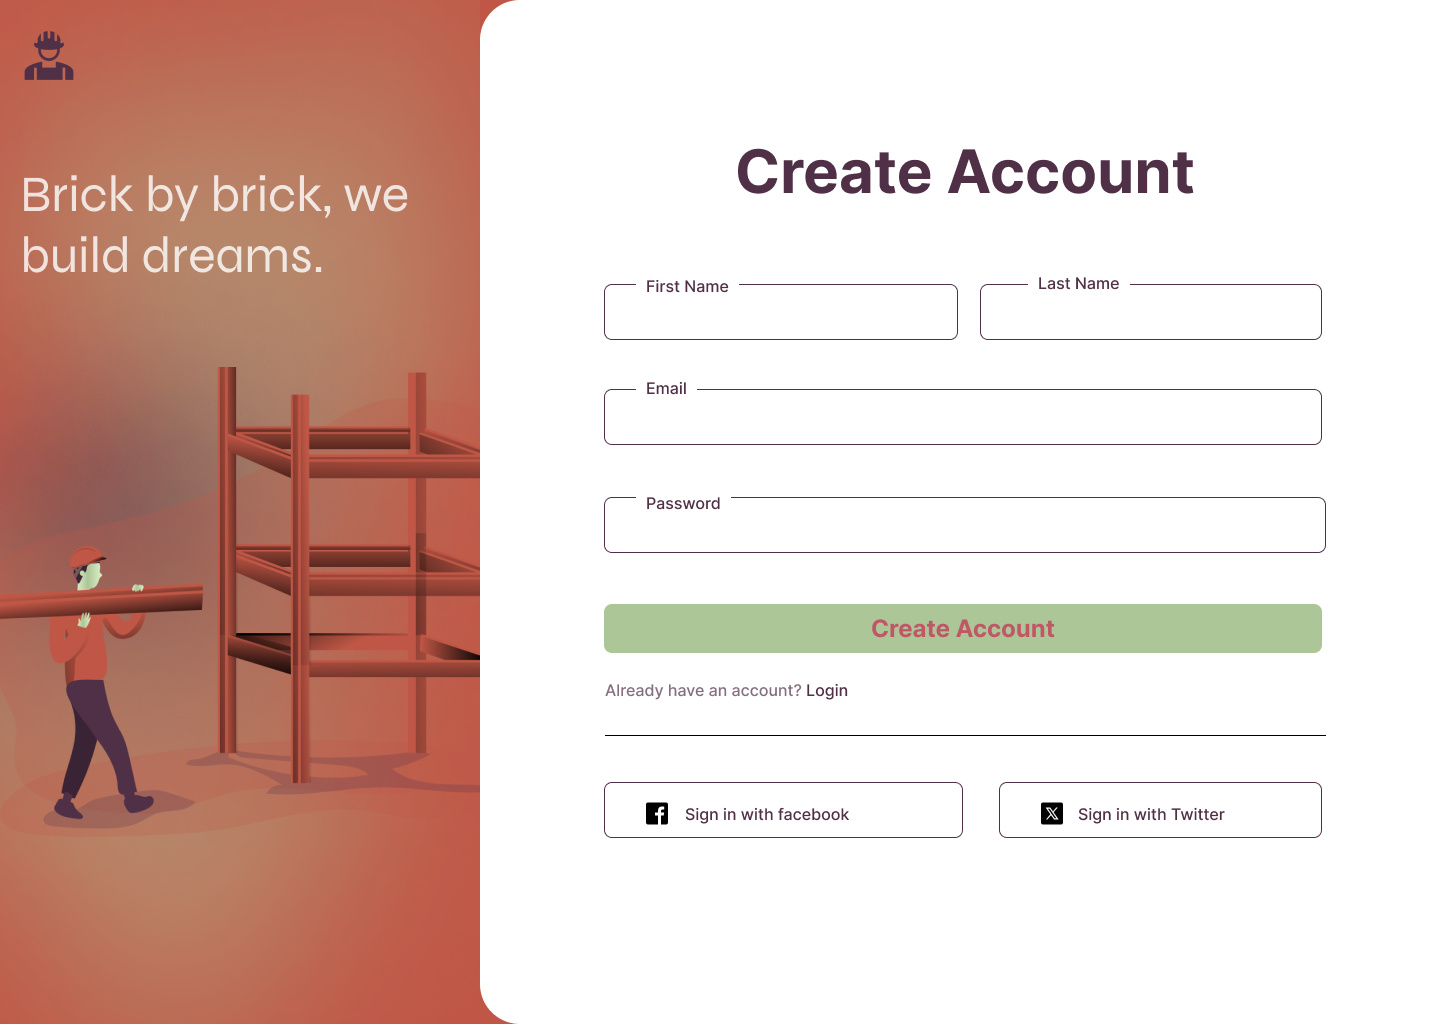 Brick by brick, we
build dreams.
Create Account
First Name
Last Name
Email
Password
Create Account
Already have an account? Login
Sign in with facebook
Sign in with Twitter